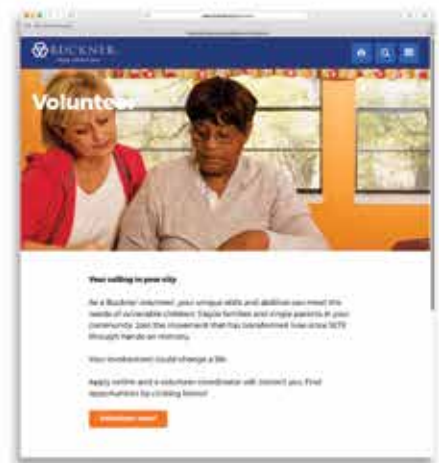 BUCKNER
Volunteer
Your calling in your city
As a Buckner volunteer, your unique skills and abilities can meet the
needs of vulnerable children, fragile families and single parents in your
community. Join the movement that has transformed lives since 1879
through hands-on ministry.
Your involvement could change a life.
Apply online and a volunteer coordinator will contact you. Find
opportunities by clicking below!